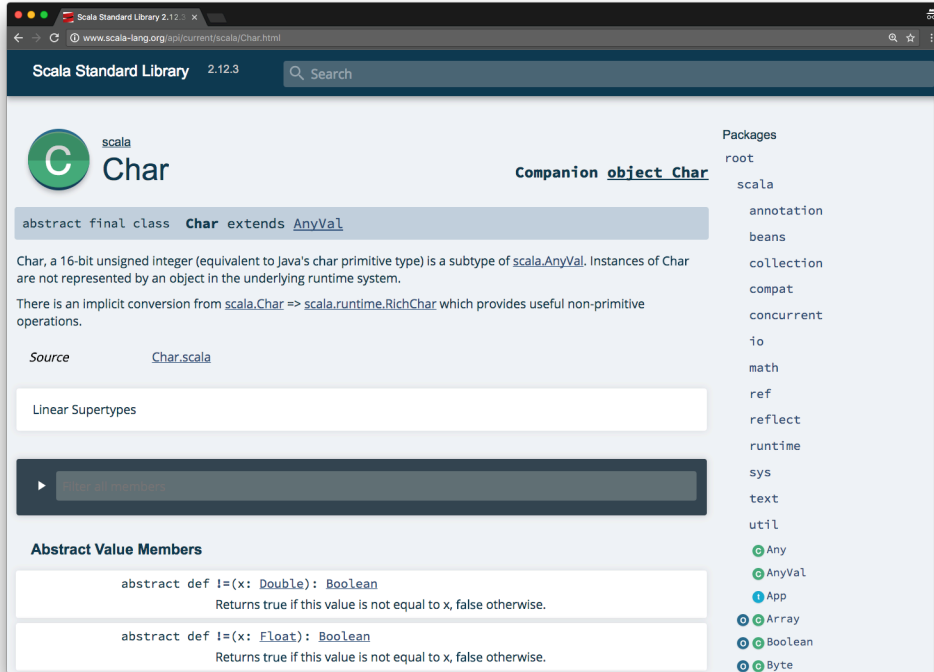 Scala Standard Library 2.12.3
www.scala-lang.org/api/current/scala/Char.html
Scala Standard Library 2.12.3
Search
C
scala
Char
Companion object Char
abstract final class Char extends AnyVal
Char, a 16-bit unsigned integer (equivalent to Java's char primitive type) is a subtype of scala.AnyVal. Instances of Char
are not represented by an object in the underlying runtime system.
There is an implicit conversion from scala.Char => scala.runtime.RichChar which provides useful non-primitive
operations.
Source Char.scala
Linear Supertypes
Filter all members
Abstract Value Members
abstract def !=(x: Double): Boolean
Returns true if this value is not equal to x, false otherwise.
abstract def !=(x: Float): Boolean
Returns true if this value is not equal to x, false otherwise.
Packages
root
scala
annotation
beans
collection
compat
concurrent
io
math
ref
reflect
runtime
sys
text
util
C Any
C AnyVal
t App
O C Array
O C Boolean
O C Byte